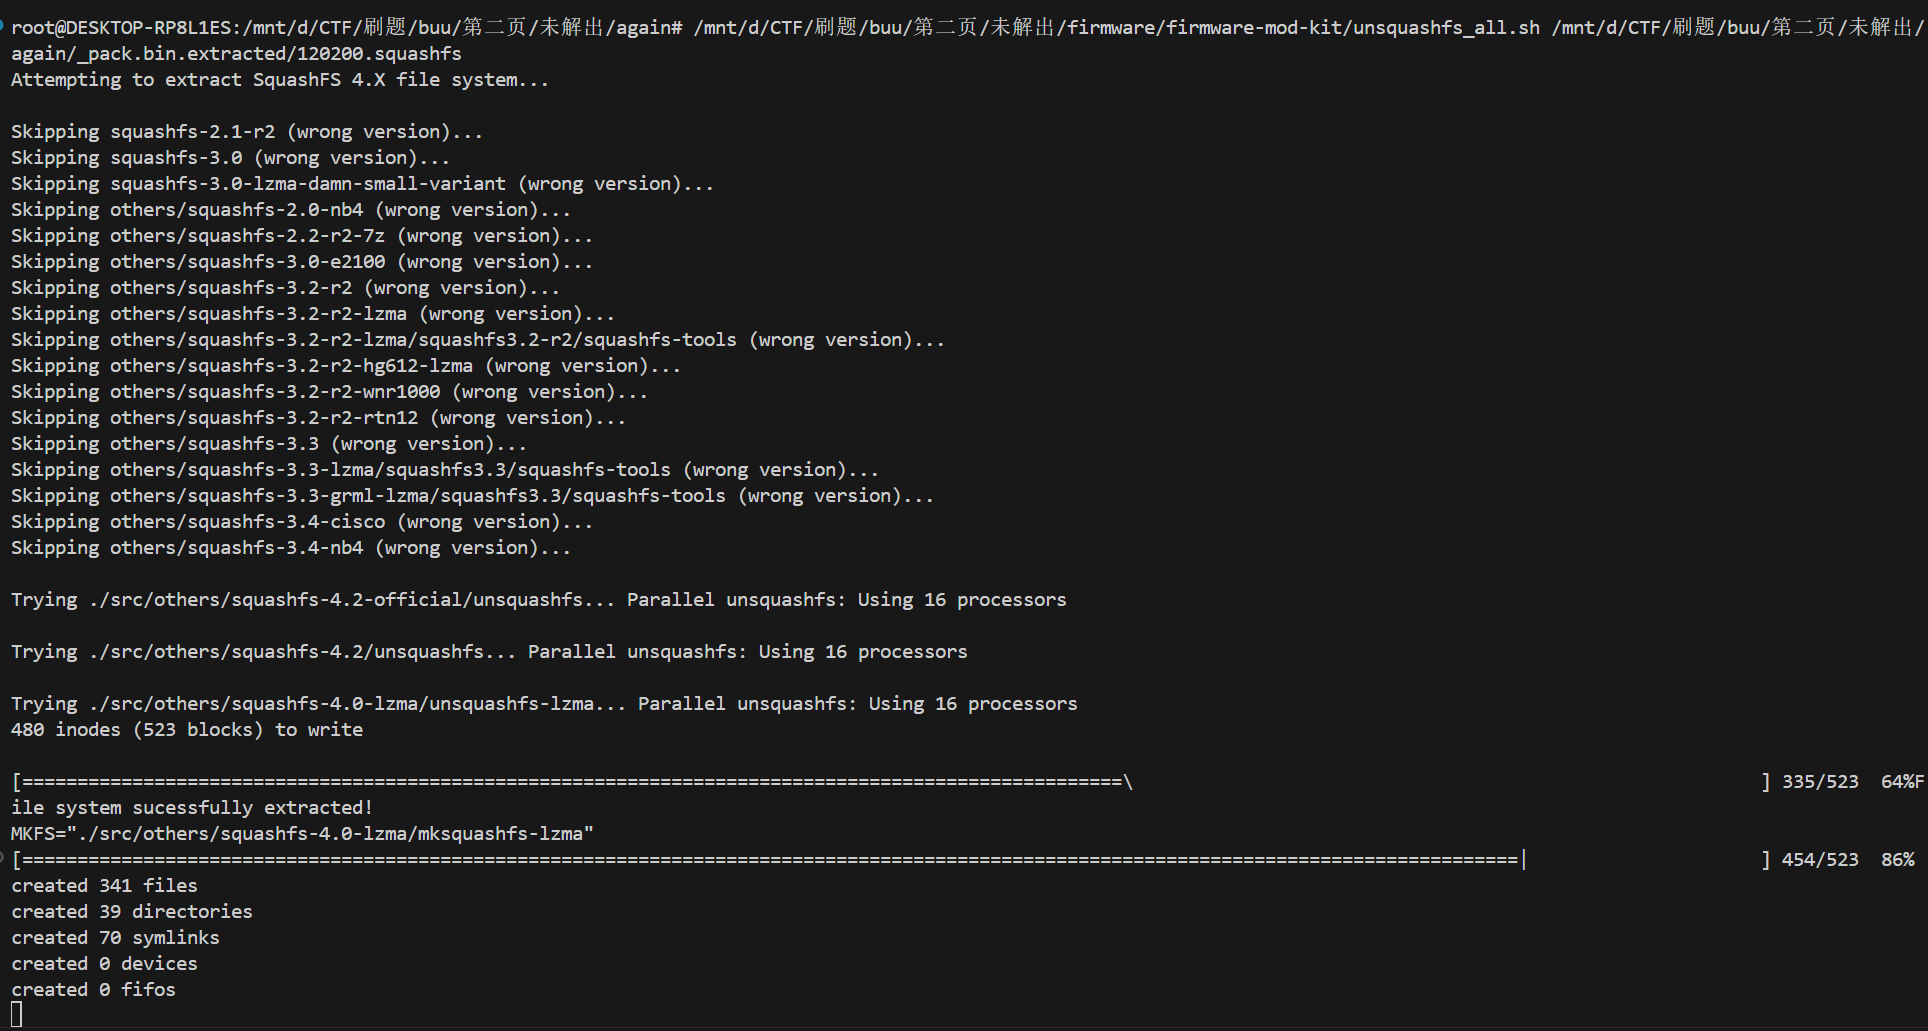 root@DESKTOP-RP8L1ES:/mnt/d/CTF/刷题/buu/第二页/未解出/again# /mnt/d/CTF/刷题/buu/第二页/未解出/firmware/firmware-mod-kit/unsquashfs_all.sh /mnt/d/CTF/刷题/buu/第二页/未解出/
again/_pack.bin.extracted/120200.squashfs
Attempting to extract SquashFS 4.X file system...
Skipping squashfs-2.1-r2 (wrong version)...
Skipping squashfs-3.0 (wrong version)...
Skipping squashfs-3.0-lzma-damn-small-variant (wrong version)...
Skipping others/squashfs-2.0-nb4 (wrong version)...
Skipping others/squashfs-2.2-r2-7z (wrong version)...
Skipping others/squashfs-3.0-e2100 (wrong version)...
Skipping others/squashfs-3.2-r2 (wrong version)...
Skipping others/squashfs-3.2-r2-lzma (wrong version)...
Skipping others/squashfs-3.2-r2-lzma/squashfs3.2-r2/squashfs-tools (wrong version)...
Skipping others/squashfs-3.2-r2-hg612-lzma (wrong version)...
Skipping others/squashfs-3.2-r2-wnr1000 (wrong version)...
Skipping others/squashfs-3.2-r2-rtn12 (wrong version)...
Skipping others/squashfs-3.3 (wrong version)...
Skipping others/squashfs-3.3-lzma/squashfs3.3/squashfs-tools (wrong version)...
Skipping others/squashfs-3.3-grml-lzma/squashfs3.3/squashfs-tools (wrong version)...
Skipping others/squashfs-3.4-cisco (wrong version)...
Skipping others/squashfs-3.4-nb4 (wrong version)...
Trying ./src/others/squashfs-4.2-official/unsquashfs... Parallel unsquashfs: Using 16 processors
Trying ./src/others/squashfs-4.2/unsquashfs... Parallel unsquashfs: Using 16 processors
Trying ./src/others/squashfs-4.0-lzma/unsquashfs-lzma... Parallel unsquashfs: Using 16 processors
480 inodes (523 blocks) to write
[====================================================================================================\ ] 335/523  64%F
ile system sucessfully extracted!
MKFS="./src/others/squashfs-4.0-lzma/mksquashfs-lzma"
[========================================================================================================================================| ] 454/523  86%
created 341 files
created 39 directories
created 70 symlinks
created 0 devices
created 0 fifos